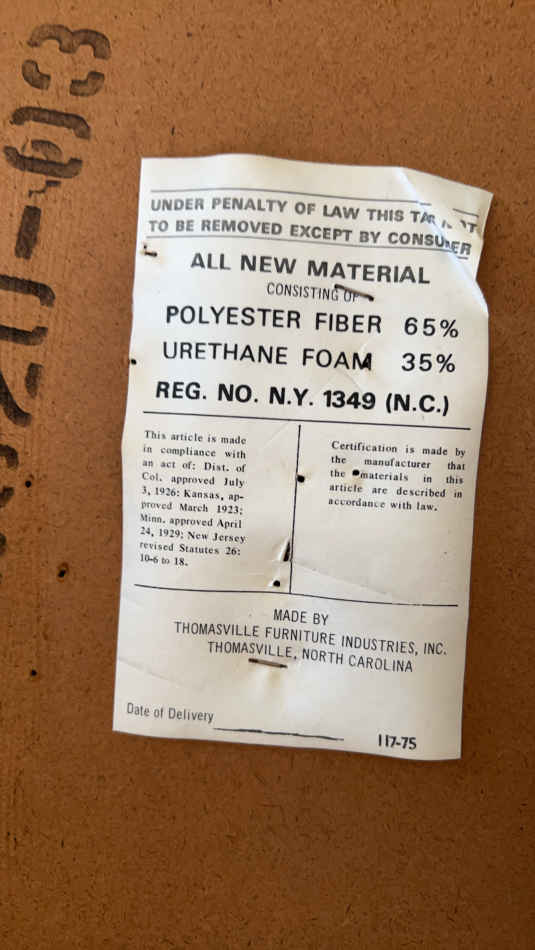 UNDER PENALTY OF LAW THIS TAG NOT
TO BE REMOVED EXCEPT BY CONSUMER
ALL NEW MATERIAL
CONSISTING OF
POLYESTER FIBER 65%
URETHANE FOAM 35%
REG. NO. N.Y. 1349 (N.C.)
This article is made
in compliance with
an act of: Dist. of
Col. approved July
3, 1926: Kansas, ap-
proved March 1923;
Minn. approved April
24, 1929; New Jersey
revised Statutes 26:
10-6 to 18.
Certification is made by
the manufacturer that
the materials in this
article are described in
accordance with law.
MADE BY
THOMASVILLE FURNITURE INDUSTRIES, INC.
THOMASVILLE, NORTH CAROLINA
Date of Delivery
117-75